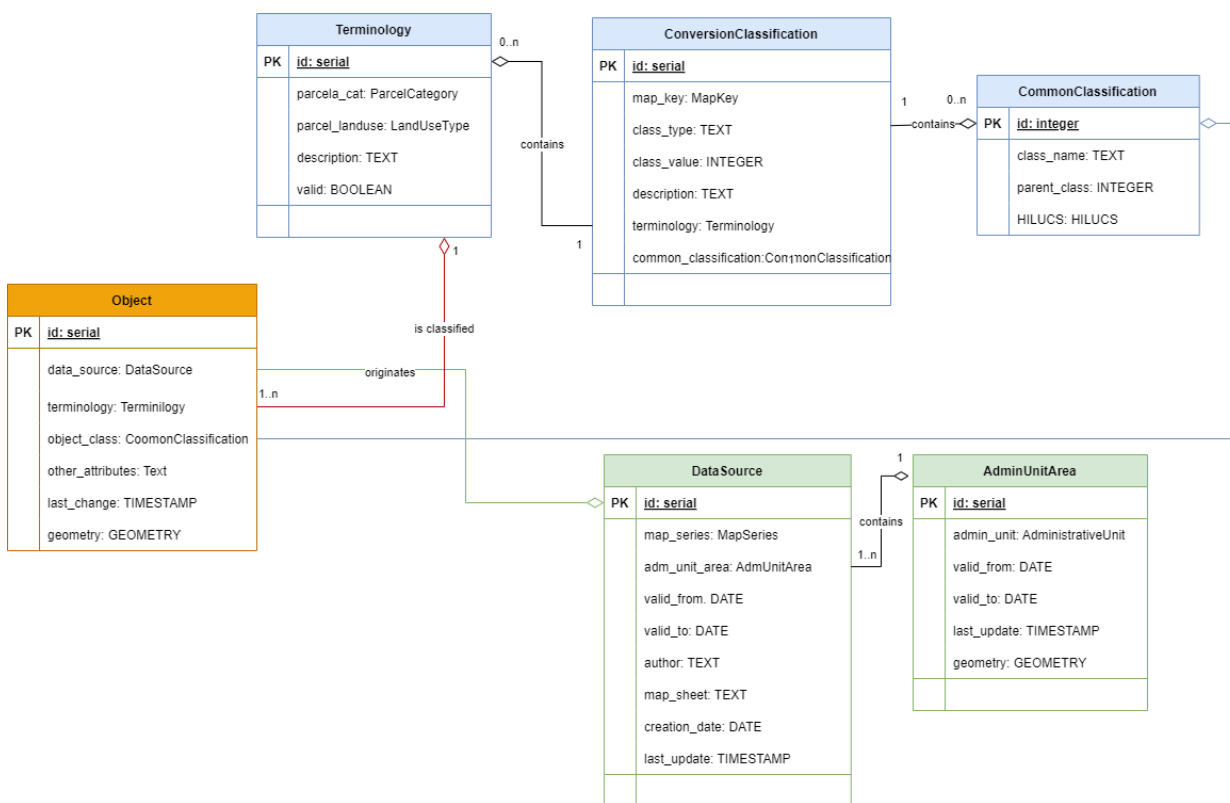 Terminology
PK id: serial
parcela_cat: ParcelCategory
parcel_landuse: LandUseType
description: TEXT
valid: BOOLEAN
0..n
contains
1
ConversionClassification
PK id: serial
map_key: MapKey
class_type: TEXT
class_value: INTEGER
description: TEXT
terminology: Terminology
common_classification:Com1monClassification
1
0..n
contains
CommonClassification
PK id: integer
class_name: TEXT
parent_class: INTEGER
HILUCS: HILUCS
1
is classified
1..n
originates
Object
PK id: serial
data_source: DataSource
terminology: Terminilogy
object_class: CoomonClassification
other_attributes: Text
last_change: TIMESTAMP
geometry: GEOMETRY
DataSource
PK id: serial
map_series: MapSeries
adm_unit_area: AdmUnitArea
valid_from. DATE
valid_to: DATE
author: TEXT
map_sheet: TEXT
creation_date: DATE
last_update: TIMESTAMP
1
contains
1..n
AdminUnitArea
PK id: serial
admin_unit: AdministrativeUnit
valid_from: DATE
valid_to: DATE
last_update: TIMESTAMP
geometry: GEOMETRY